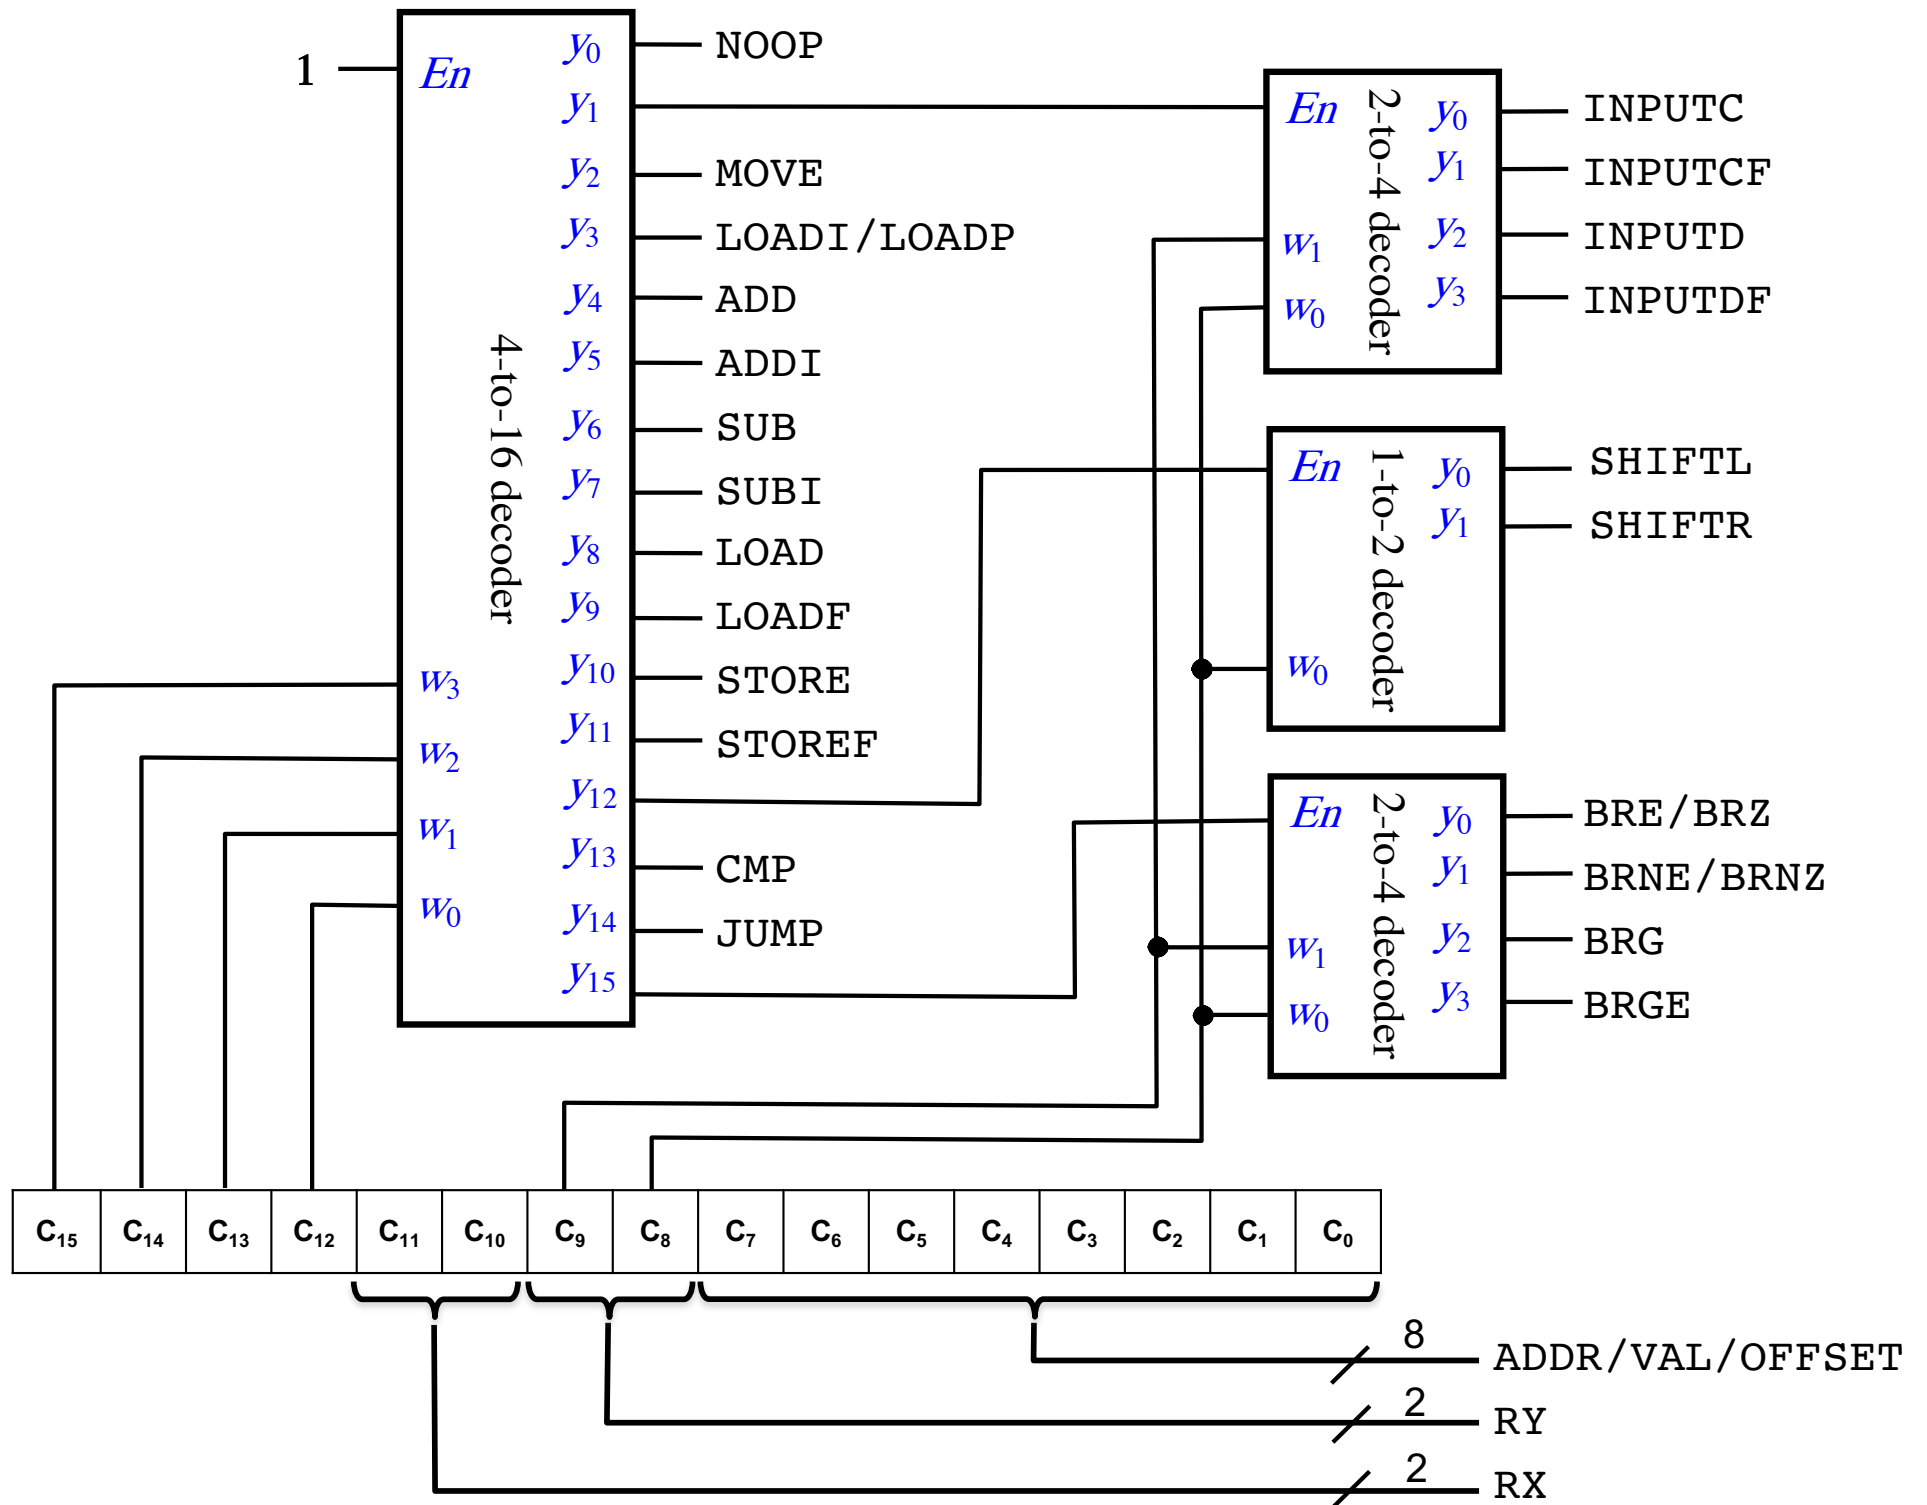 1
En
4-to-16 decoder
w3
w2
w1
w0
y0 NOOP
y1
y2 MOVE
y3 LOADI/LOADP
y4 ADD
y5 ADDI
y6 SUB
y7 SUBI
y8 LOAD
y9 LOADF
y10 STORE
y11 STOREF
y12
y13 CMP
y14 JUMP
y15
En
w1
w0
2-to-4 decoder
y0 INPUTC
y1 INPUTCF
y2 INPUTD
y3 INPUTDF
En
w0
1-to-2 decoder
y0 SHIFTL
y1 SHIFTR
En
w1
w0
2-to-4 decoder
y0 BRE/BRZ
y1 BRNE/BRNZ
y2 BRG
y3 BRGE
C15 C14 C13 C12 C11 C10 C9 C8 C7 C6 C5 C4 C3 C2 C1 C0
8 ADDR/VAL/OFFSET
2 RY
2 RX